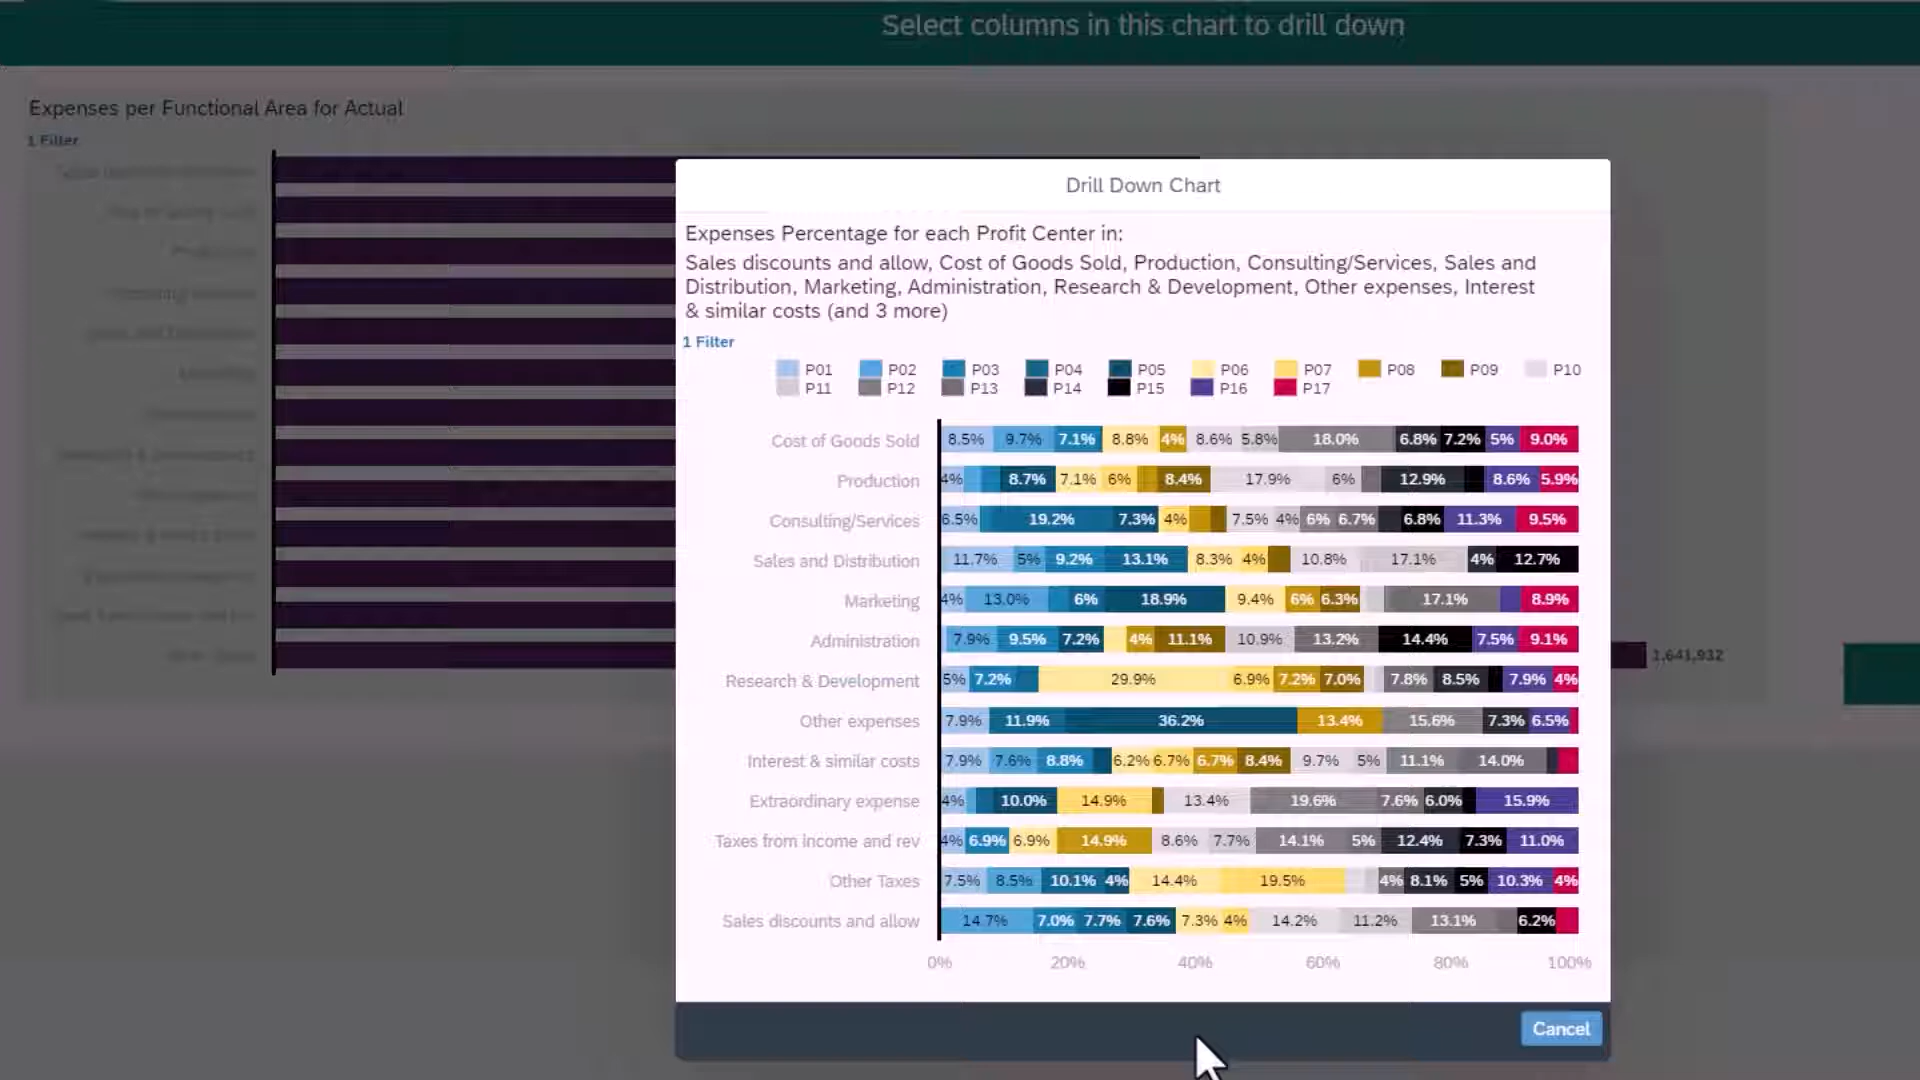 Select columns in this chart to drill down
Expenses per Functional Area for Actual
1 Filter
1,641,932
Drill Down Chart
Expenses Percentage for each Profit Center in:
Sales discounts and allow, Cost of Goods Sold, Production, Consulting/Services, Sales and
Distribution, Marketing, Administration, Research & Development, Other expenses, Interest
& similar costs (and 3 more)
1 Filter
P01 P02 P03 P04 P05 P06 P07 P08 P09 P10
P11 P12 P13 P14 P15 P16 P17
Cost of Goods Sold 8.5% 9.7% 7.1% 8.8% 4% 8.6% 5.8% 18.0% 6.8% 7.2% 5% 9.0%
Production 4% 8.7% 7.1% 6% 8.4% 17.9% 6% 12.9% 8.6% 5.9%
Consulting/Services 6.5% 19.2% 7.3% 4% 7.5% 4% 6% 6.7% 6.8% 11.3% 9.5%
Sales and Distribution 11.7% 5% 9.2% 13.1% 8.3% 4% 10.8% 17.1% 4% 12.7%
Marketing 4% 13.0% 6% 18.9% 9.4% 6% 6.3% 17.1% 8.9%
Administration 7.9% 9.5% 7.2% 4% 11.1% 10.9% 13.2% 14.4% 7.5% 9.1%
Research & Development 5% 7.2% 29.9% 6.9% 7.2% 7.0% 7.8% 8.5% 7.9% 4%
Other expenses 7.9% 11.9% 36.2% 13.4% 15.6% 7.3% 6.5%
Interest & similar costs 7.9% 7.6% 8.8% 6.2% 6.7% 6.7% 8.4% 9.7% 5% 11.1% 14.0%
Extraordinary expense 4% 10.0% 14.9% 13.4% 19.6% 7.6% 6.0% 15.9%
Taxes from income and rev 4% 6.9% 6.9% 14.9% 8.6% 7.7% 14.1% 5% 12.4% 7.3% 11.0%
Other Taxes 7.5% 8.5% 10.1% 4% 14.4% 19.5% 4% 8.1% 5% 10.3% 4%
Sales discounts and allow 14.7% 7.0% 7.7% 7.6% 7.3% 4% 14.2% 11.2% 13.1% 6.2%
0% 20% 40% 60% 80% 100%
Cancel